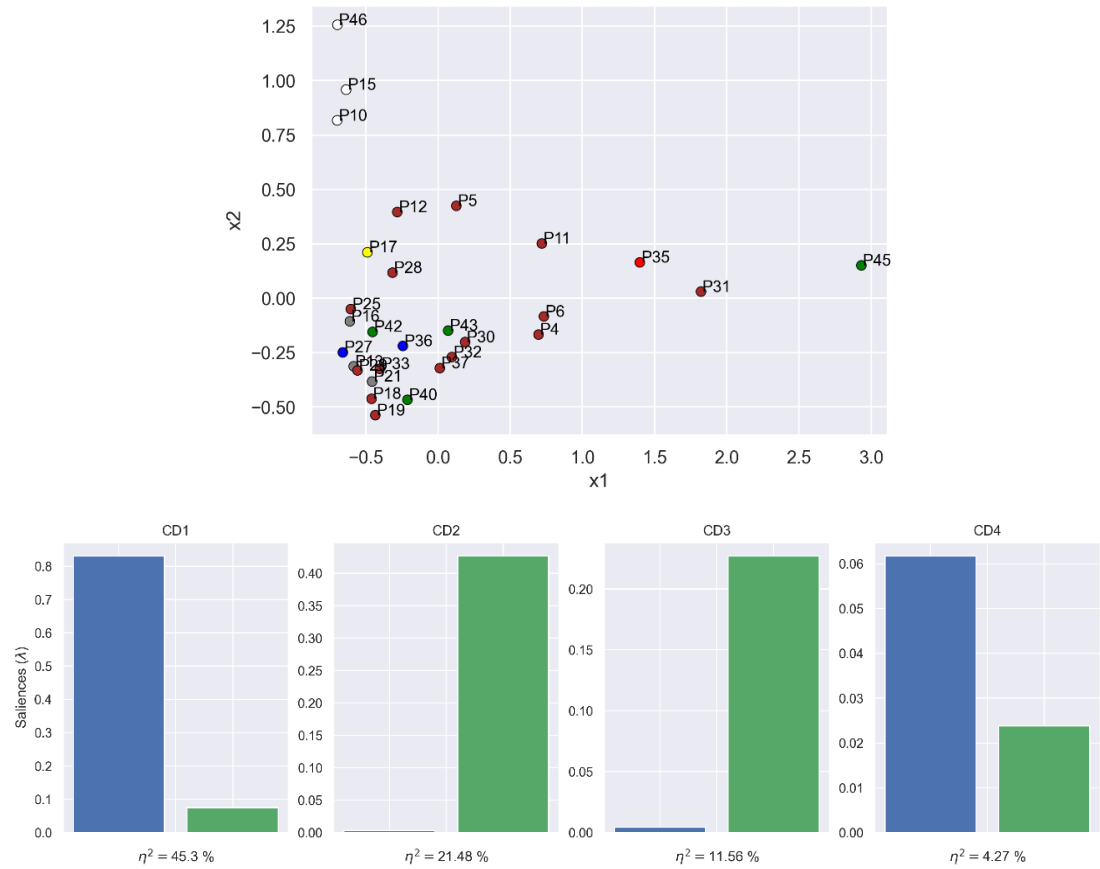 1.25
P46
1.00
P15
0.75
P10
0.50
P12
P5
0.25
P17
P11
P28
P35
P31
P45
0.00
P25
P16
P42
P43
P6
P4
P27
P36
P30
P32
P37
−0.25
P13
P33
P21
P18
P40
P19
−0.50
x2
−0.5
0.0
0.5
1.0
1.5
2.0
2.5
3.0
x1
CD1
CD2
CD3
CD4
Saliences (λ)
0.8
0.7
0.6
0.5
0.4
0.3
0.2
0.1
0.0
0.40
0.35
0.30
0.25
0.20
0.15
0.10
0.05
0.00
0.20
0.15
0.10
0.05
0.00
0.06
0.05
0.04
0.03
0.02
0.01
0.00
η² = 45.3 %
η² = 21.48 %
η² = 11.56 %
η² = 4.27 %